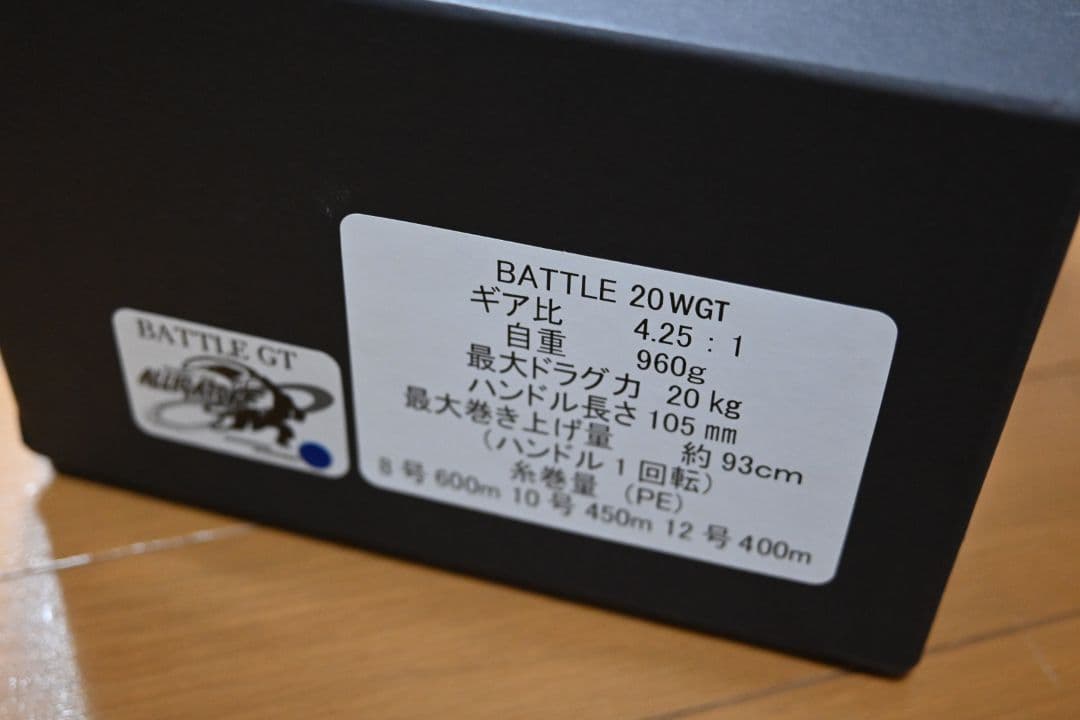 BATTLE 20WGT
ギア比 4.25：1
自重 960g
最大ドラグ力 20 kg
ハンドル長さ 105 mm
最大巻き上げ量 約 93cm
（ハンドル 1 回転）
糸巻量 （PE）
8 号 600m 10 号 450m 12 号 400m
BATTLE GT
ALLIGATOR